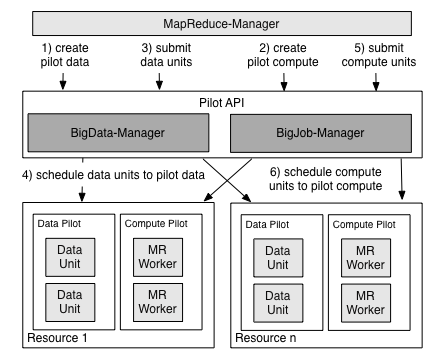 MapReduce-Manager
1) create
pilot data
3) submit
data units
2) create
pilot compute
5) submit
compute units
Pilot API
BigData-Manager
BigJob-Manager
4) schedule data units to pilot data
6) schedule compute
units to pilot compute
Data Pilot
Compute Pilot
Data
Unit
MR
Worker
Data
Unit
MR
Worker
Resource 1
Data Pilot
Compute Pilot
Data
Unit
MR
Worker
Data
Unit
MR
Worker
Resource n